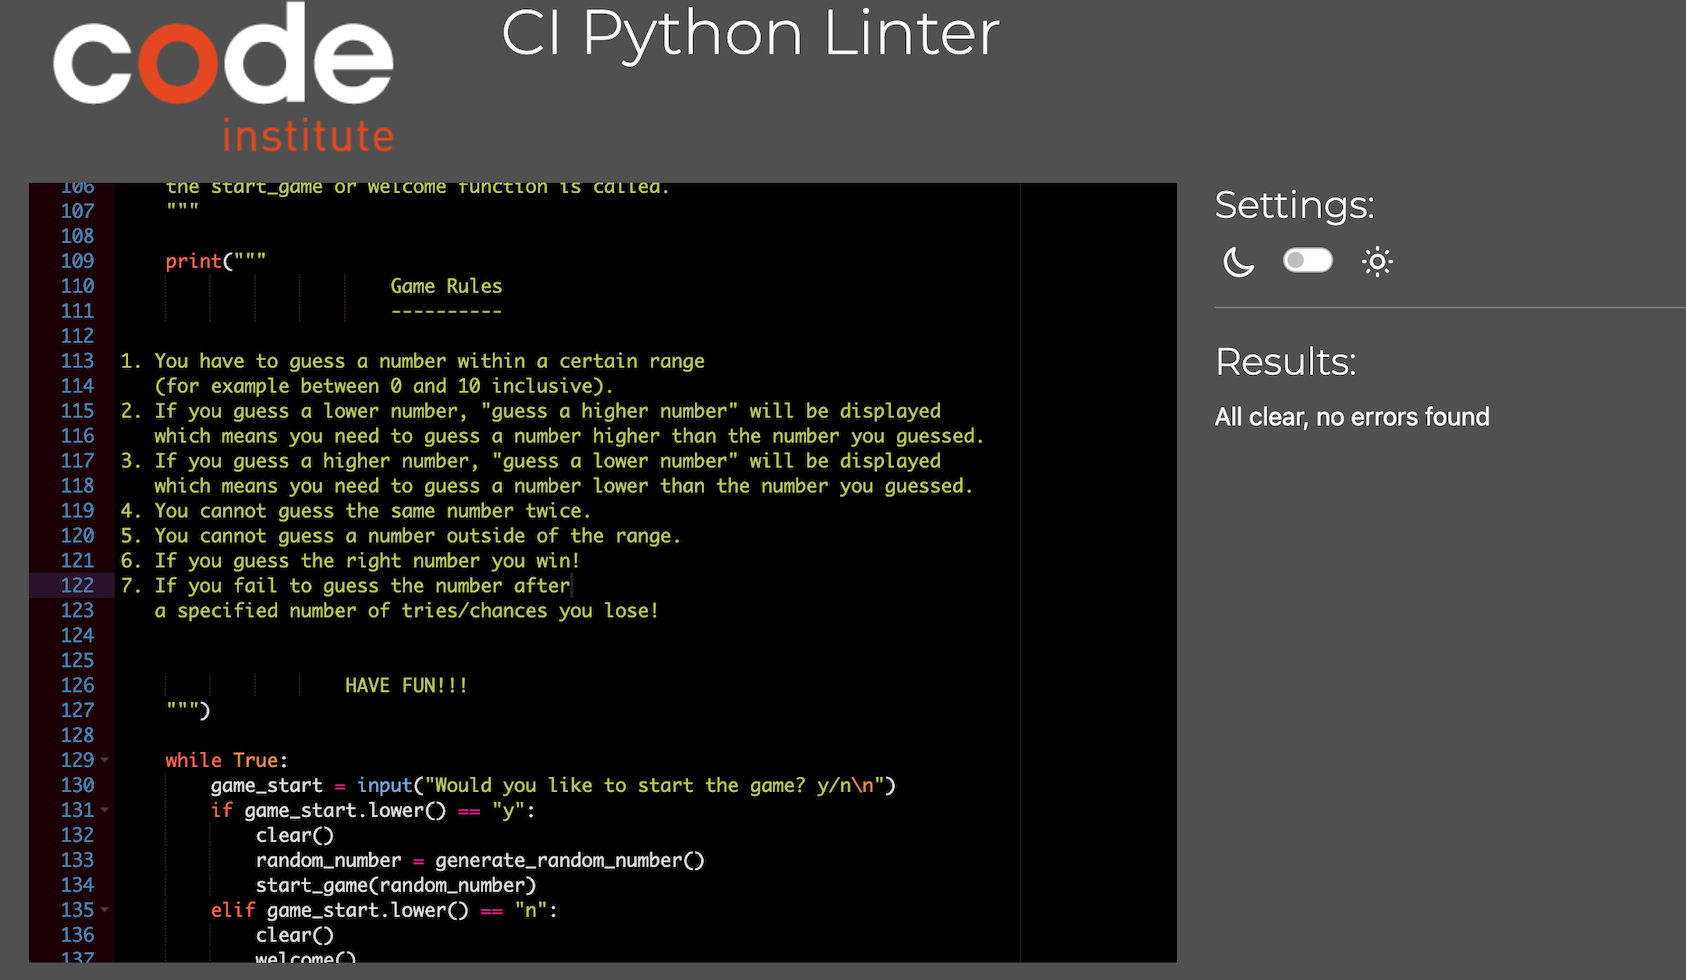 code
institute
CI Python Linter
106 the start_game or welcome function is called.
107 """
108
109 print("""
110 Game Rules
111 ----------
112
113 1. You have to guess a number within a certain range
114 (for example between 0 and 10 inclusive).
115 2. If you guess a lower number, "guess a higher number" will be displayed
116 which means you need to guess a number higher than the number you guessed.
117 3. If you guess a higher number, "guess a lower number" will be displayed
118 which means you need to guess a number lower than the number you guessed.
119 4. You cannot guess the same number twice.
120 5. You cannot guess a number outside of the range.
121 6. If you guess the right number you win!
122 7. If you fail to guess the number after
123 a specified number of tries/chances you lose!
124
125
126 HAVE FUN!!!
127 """)
128
129 while True:
130 game_start = input("Would you like to start the game? y/n\n")
131 if game_start.lower() == "y":
132 clear()
133 random_number = generate_random_number()
134 start_game(random_number)
135 elif game_start.lower() == "n":
136 clear()
137 welcome()
Settings:
Results:
All clear, no errors found